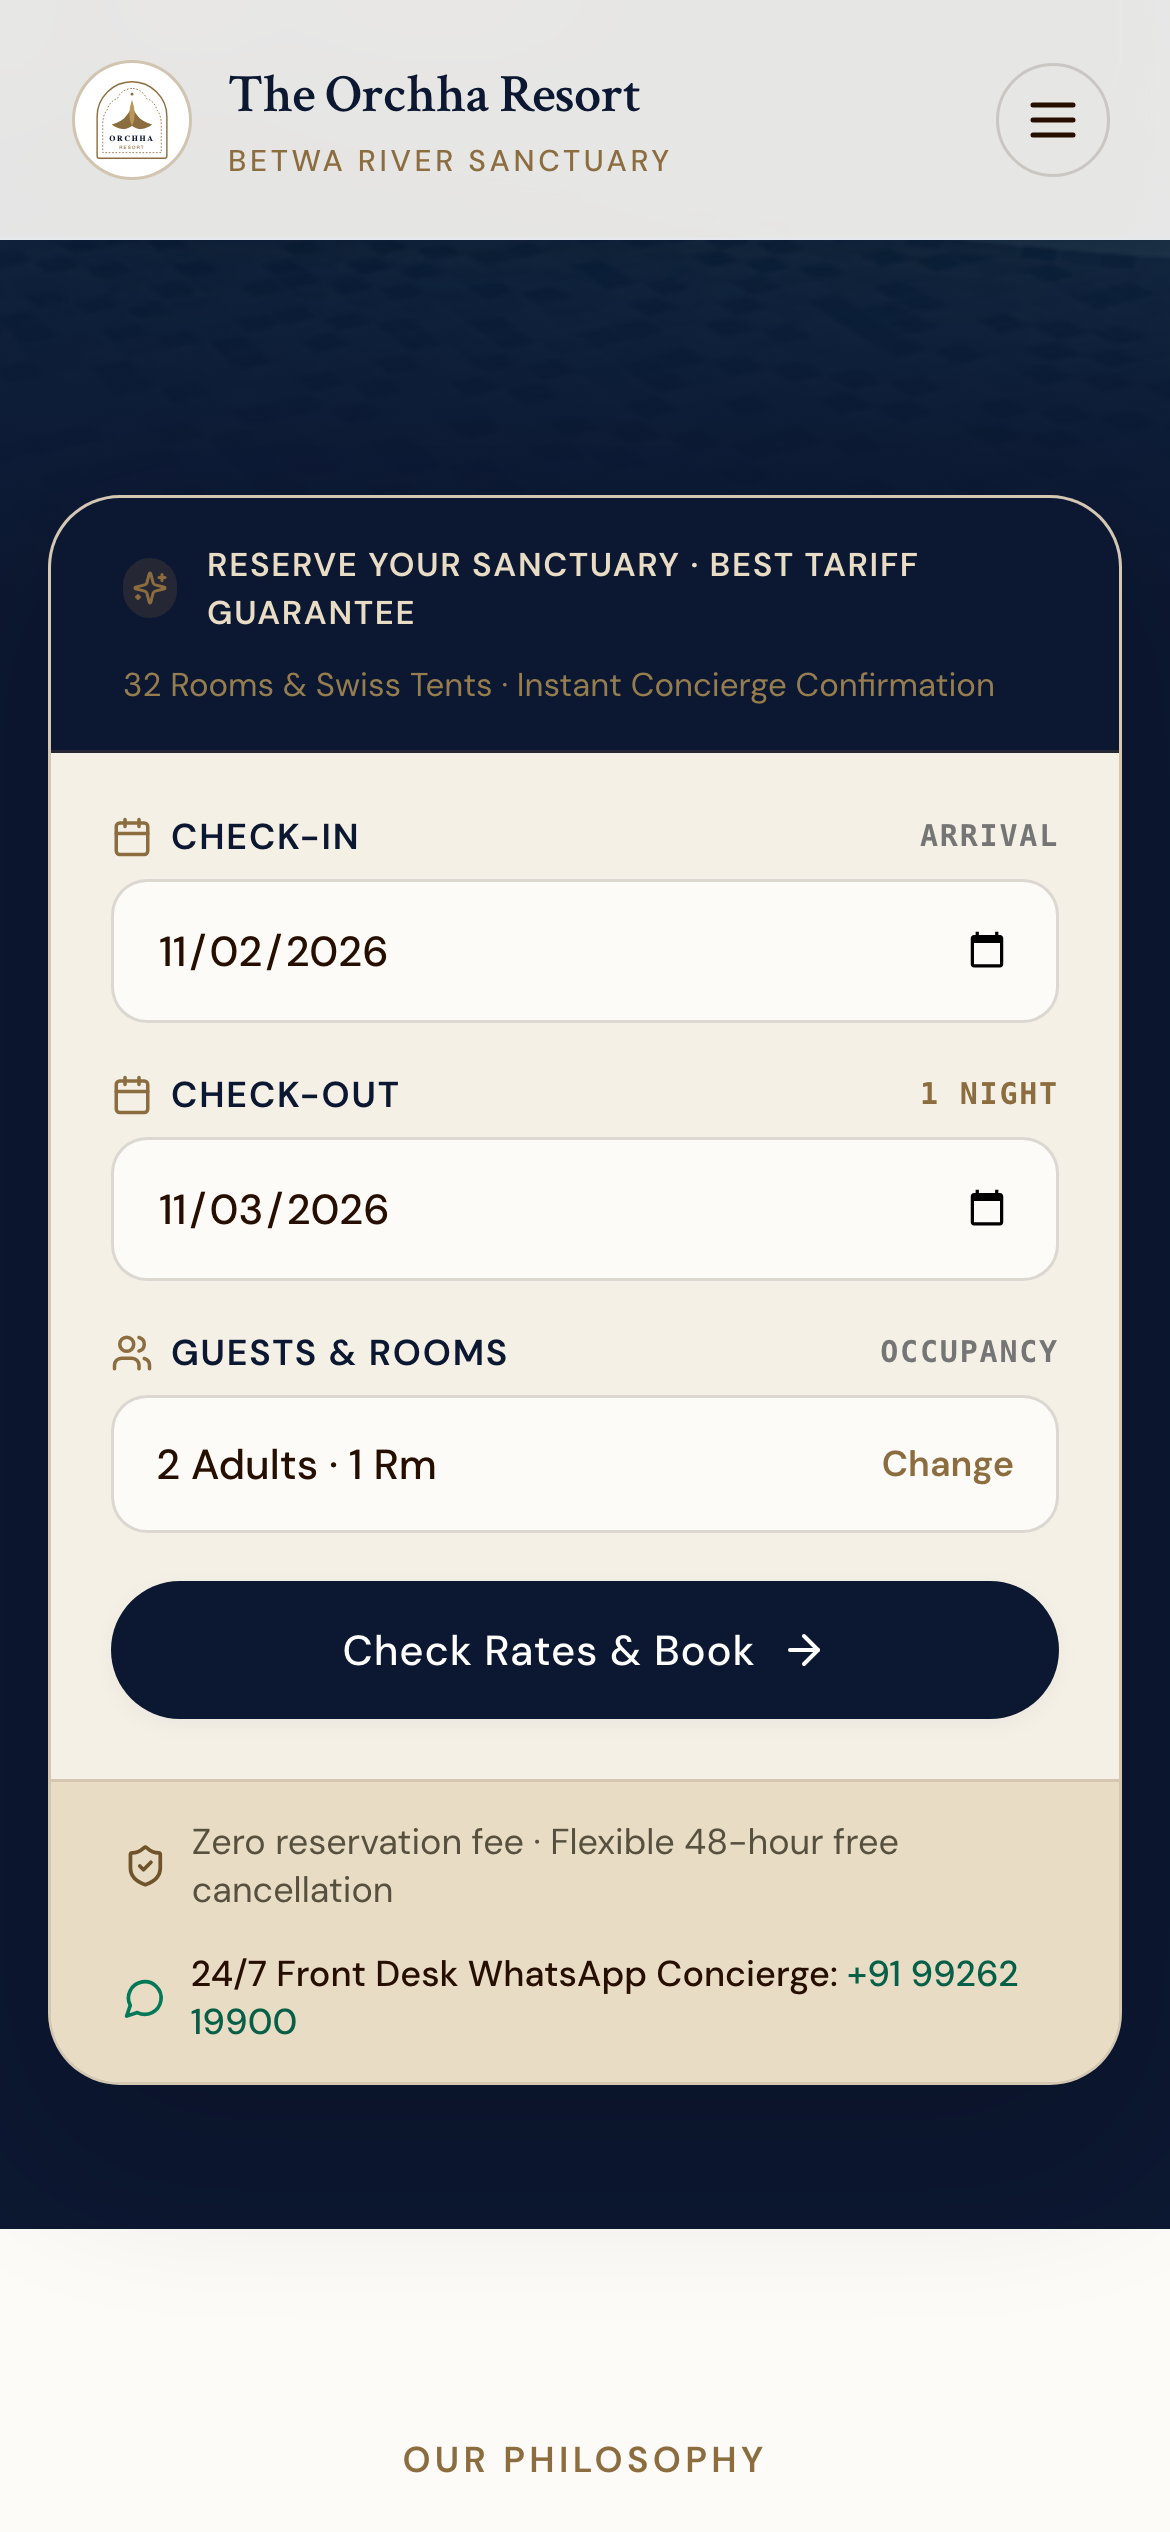 ORCHHA
RESORT
The Orchha Resort
BETWA RIVER SANCTUARY
RESERVE YOUR SANCTUARY · BEST TARIFF
GUARANTEE
32 Rooms & Swiss Tents · Instant Concierge Confirmation
CHECK-IN
ARRIVAL
11/02/2026
CHECK-OUT
1 NIGHT
11/03/2026
GUESTS & ROOMS
OCCUPANCY
2 Adults · 1 Rm
Change
Check Rates & Book →
Zero reservation fee · Flexible 48-hour free
cancellation
24/7 Front Desk WhatsApp Concierge: +91 99262
19900
OUR PHILOSOPHY